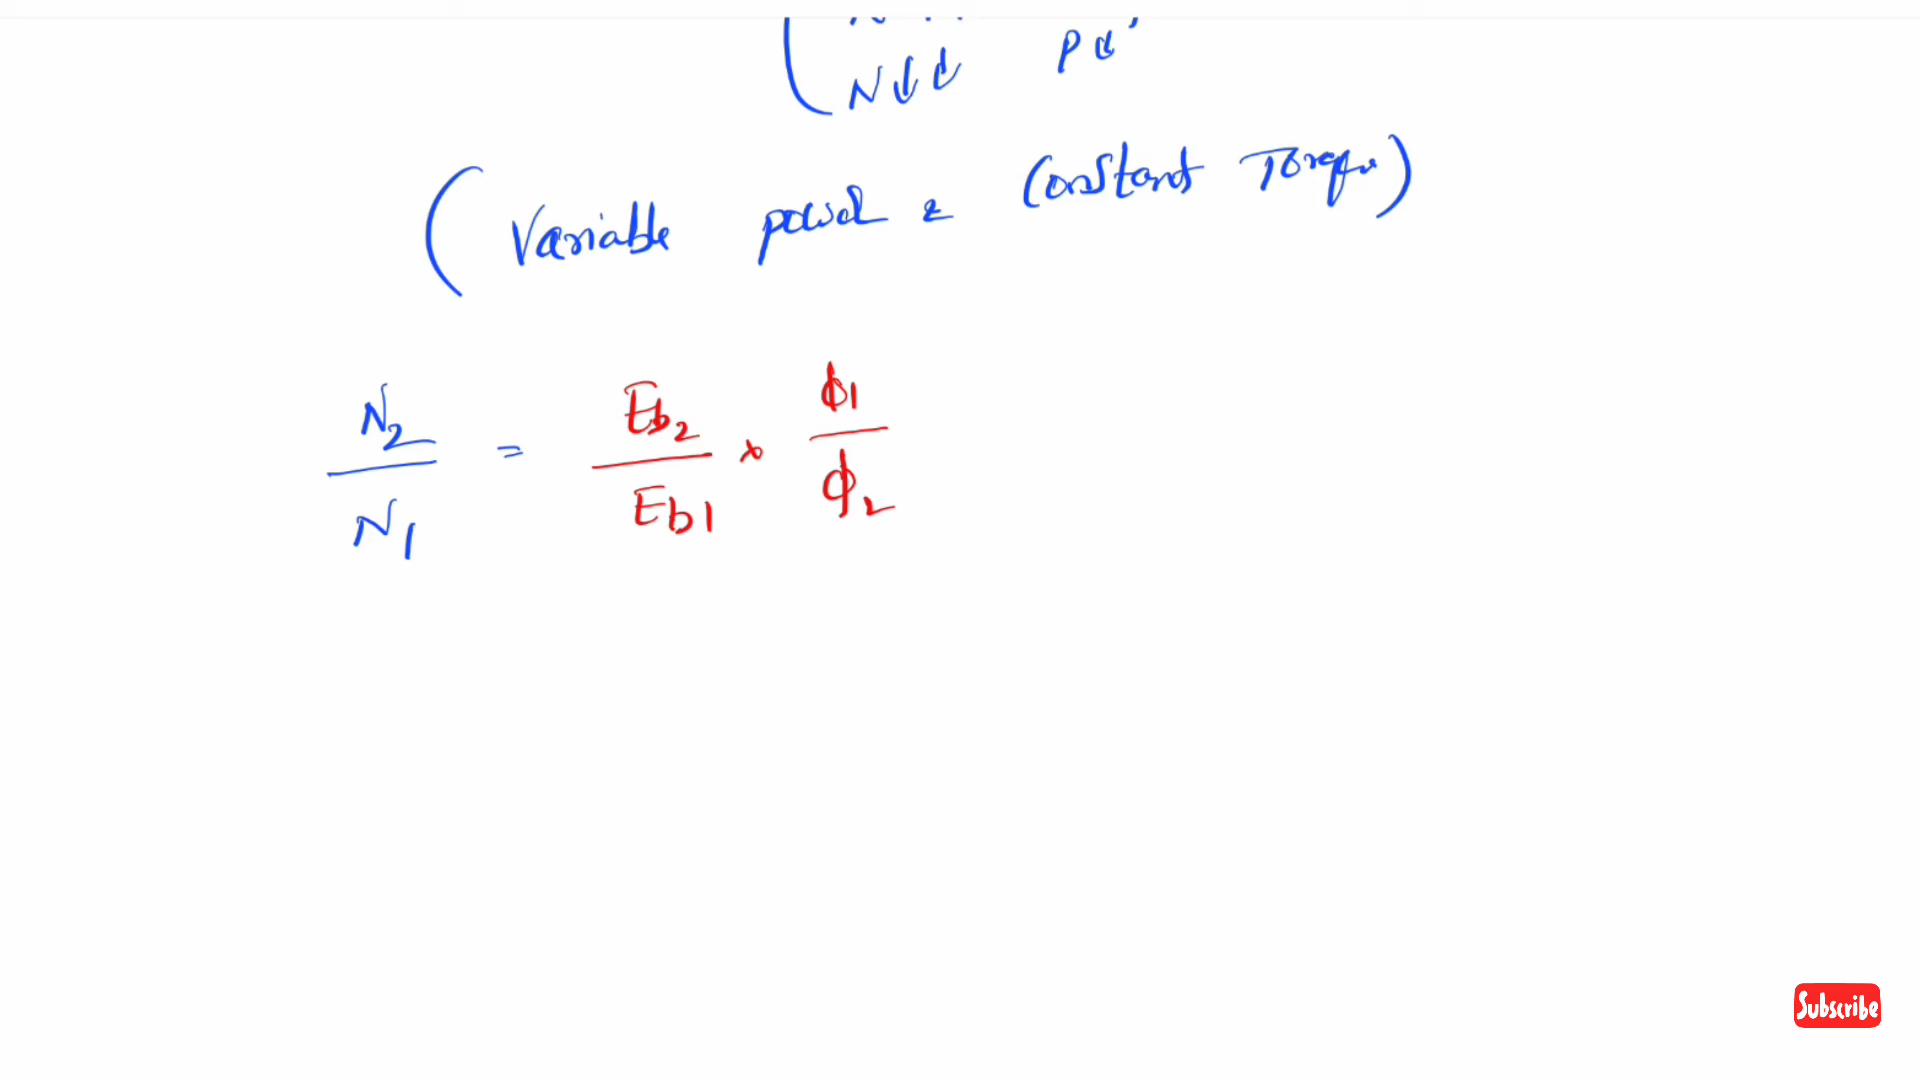 N↓↓ P↓
(Variable power & Constant Torque)
N2/N1 = Eb2/Eb1 × ϕ1/ϕ2
Subscribe